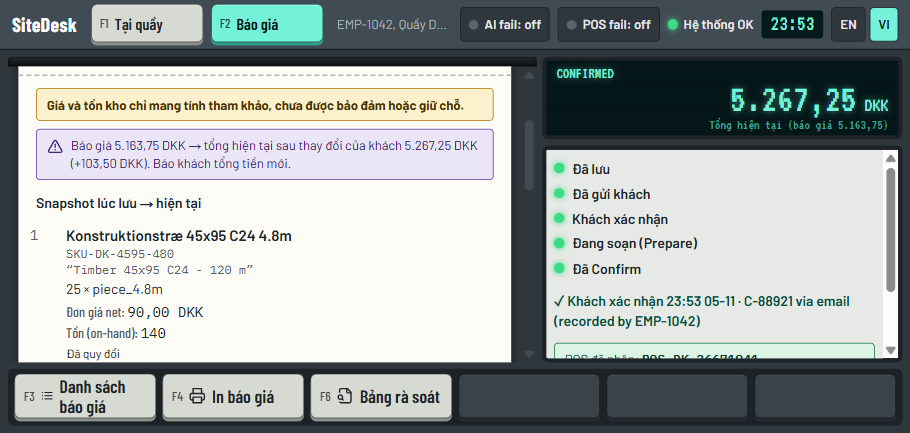 SiteDesk
F1 Tại quầy
F2 Báo giá
EMP-1042, Quầy D...
AI fail: off
POS fail: off
Hệ thống OK
23:53
EN
VI
Giá và tồn kho chỉ mang tính tham khảo, chưa được bảo đảm hoặc giữ chỗ.
Báo giá 5.163,75 DKK → tổng hiện tại sau thay đổi của khách 5.267,25 DKK
(+103,50 DKK). Báo khách tổng tiền mới.
Snapshot lúc lưu → hiện tại
1 Konstruktionstræ 45x95 C24 4.8m
SKU-DK-4595-480
“Timber 45x95 C24 - 120 m”
25 × piece_4.8m
Đơn giá net: 90,00 DKK
Tồn (on-hand): 140
Đã quy đổi
CONFIRMED
5.267,25 DKK
Tổng hiện tại (báo giá 5.163,75)
Đã lưu
Đã gửi khách
Khách xác nhận
Đang soạn (Prepare)
Đã Confirm
✓ Khách xác nhận 23:53 05-11 · C-88921 via email
(recorded by EMP-1042)
F3 Danh sách
báo giá
F4 In báo giá
F6 Bảng rà soát